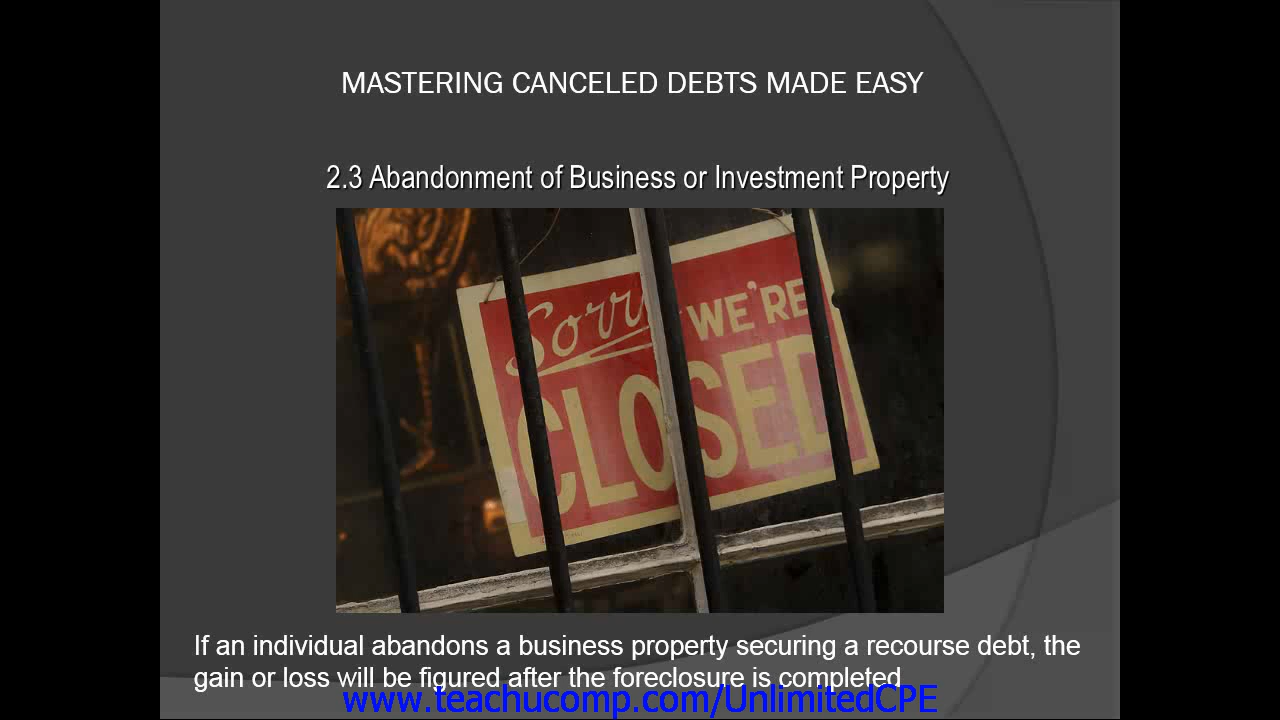 MASTERING CANCELED DEBTS MADE EASY
2.3 Abandonment of Business or Investment Property
Sorry WE'RE
CLOSED
If an individual abandons a business property securing a recourse debt, the
gain or loss will be figured after the foreclosure is completed
www.teachucomp.com/UnlimitedCPE